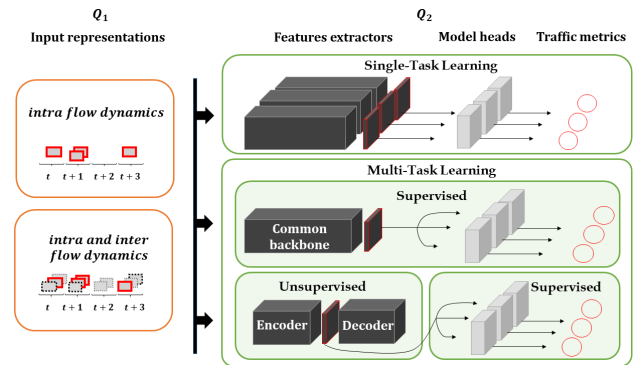 Q1
Q2
Input representations
Features extractors
Model heads
Traffic metrics
intra flow dynamics
t
t + 1
t + 2
t + 3
intra and inter
flow dynamics
t
t + 1
t + 2
t + 3
Single-Task Learning
Multi-Task Learning
Supervised
Common
backbone
Unsupervised
Encoder
Decoder
Supervised